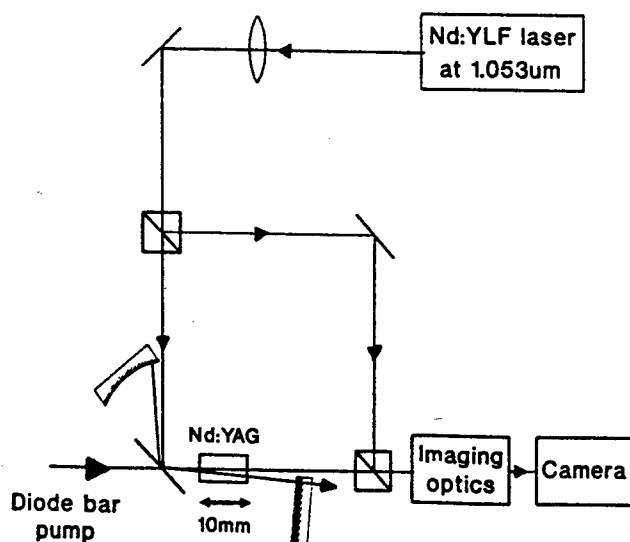 Nd:YLF laser
at 1.053um
Nd:YAG
10mm
Diode bar
pump
Imaging
optics
Camera